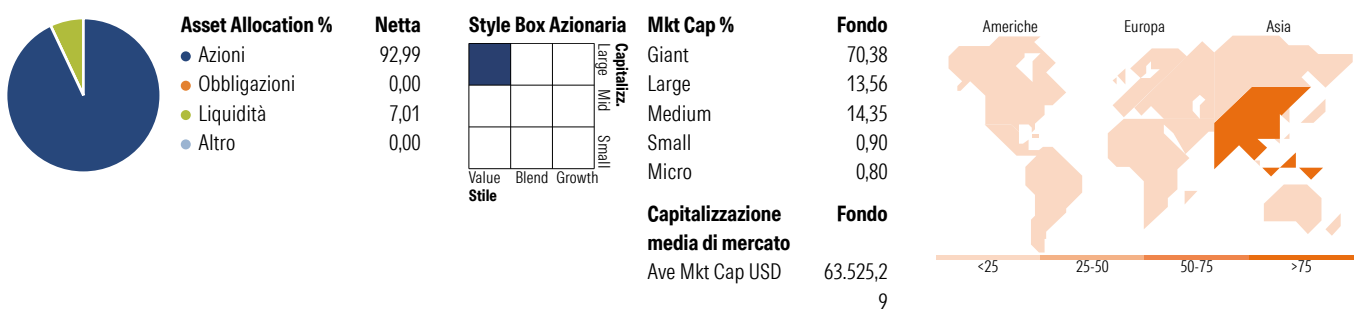 Asset Allocation % Netta
Azioni 92,99
Obbligazioni 0,00
Liquidità 7,01
Altro 0,00
Style Box Azionaria
Capitalizz.
Large Mid Small
Value Blend Growth
Stile
Mkt Cap % Fondo
Giant 70,38
Large 13,56
Medium 14,35
Small 0,90
Micro 0,80
Capitalizzazione Fondo
media di mercato
Ave Mkt Cap USD 63.525,2
9
Americhe Europa Asia
<25 25-50 50-75 >75